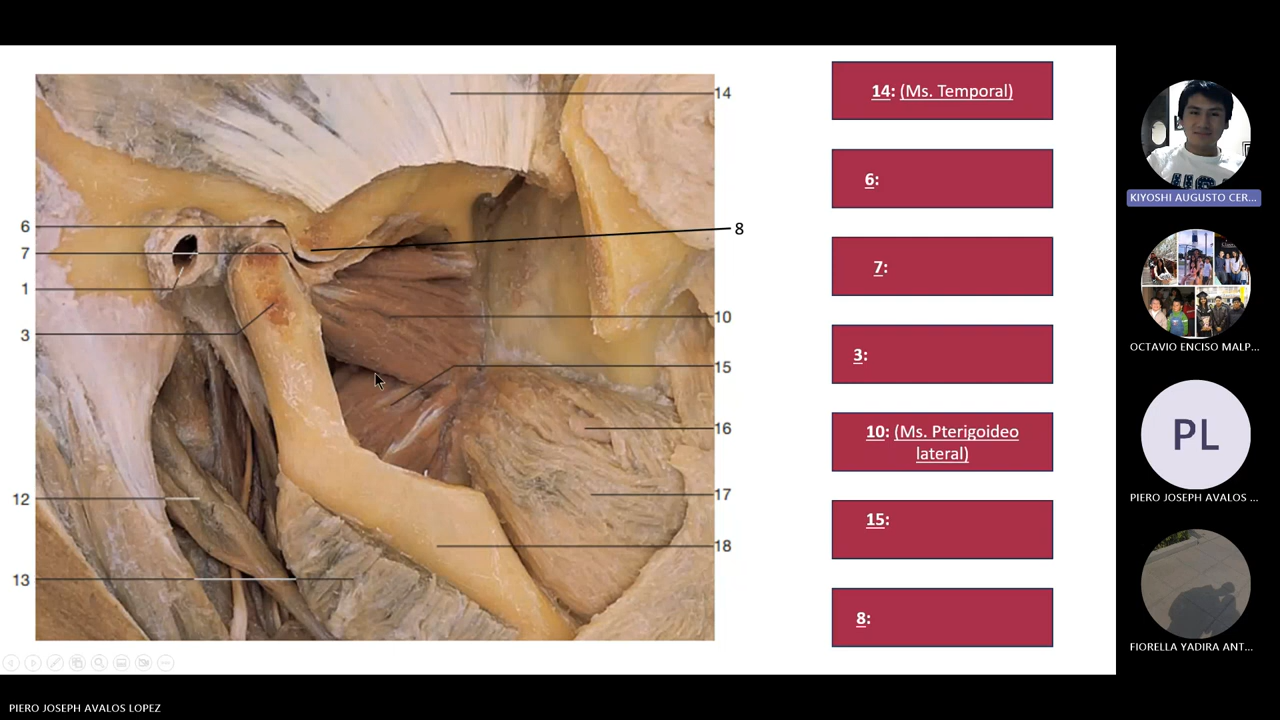 14
6
7
1
3
12
13
8
10
15
16
17
18
14: (Ms. Temporal)
6:
7:
3:
10: (Ms. Pterigoideo
lateral)
15:
8:
KIYOSHI AUGUSTO CER...
OCTAVIO ENCISO MALP...
PL
PIERO JOSEPH AVALOS ...
FIORELLA YADIRA ANT...
PIERO JOSEPH AVALOS LOPEZ